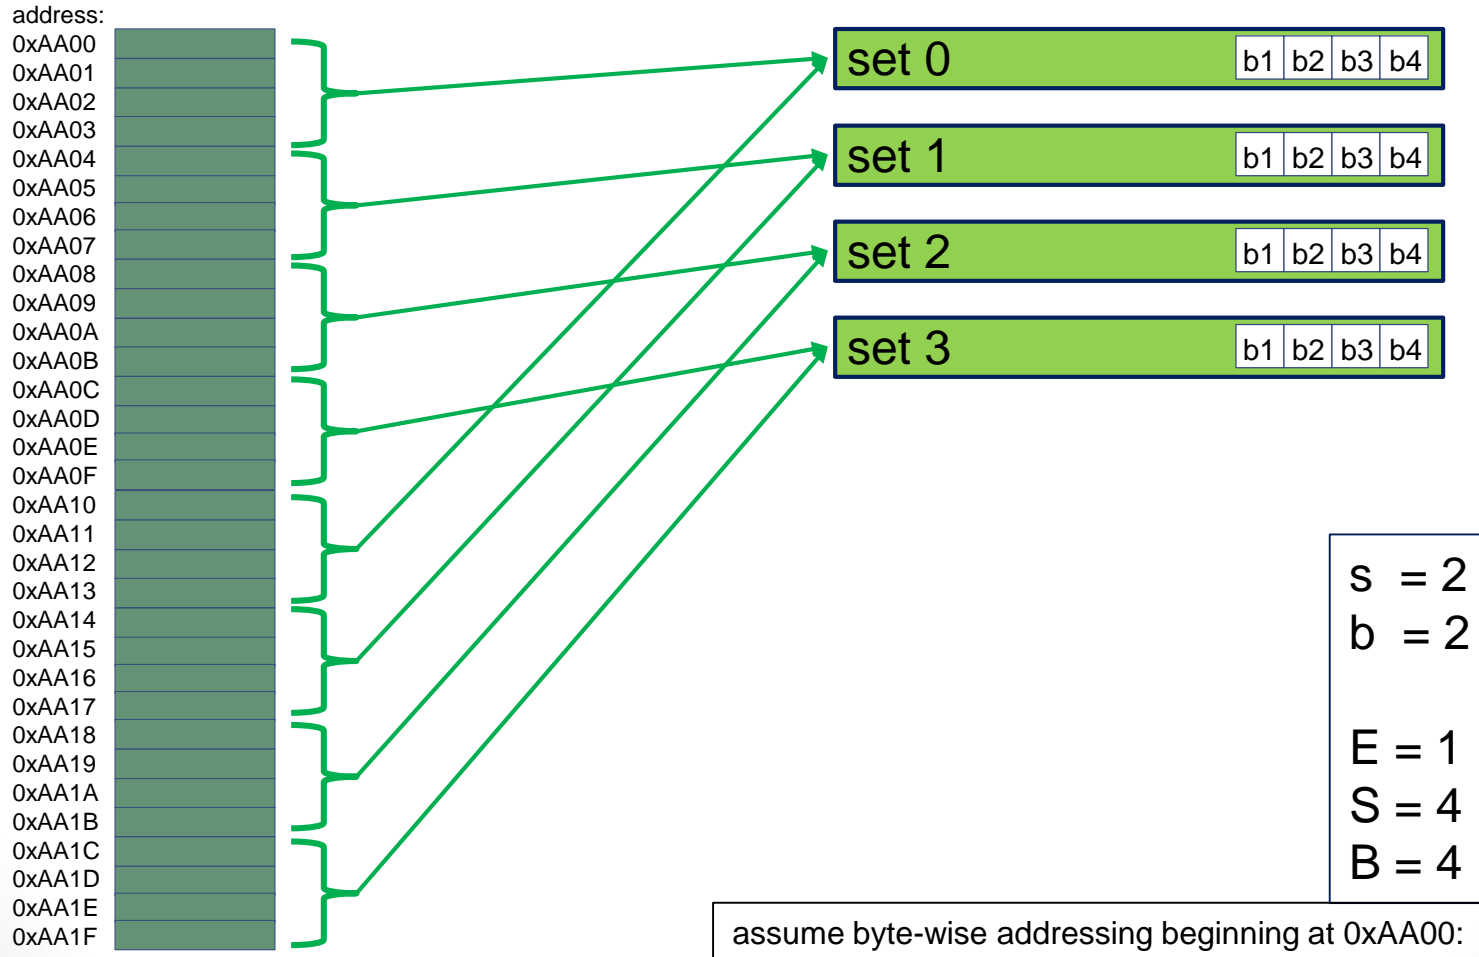 address:
0xAA00
0xAA01
0xAA02
0xAA03
0xAA04
0xAA05
0xAA06
0xAA07
0xAA08
0xAA09
0xAA0A
0xAA0B
0xAA0C
0xAA0D
0xAA0E
0xAA0F
0xAA10
0xAA11
0xAA12
0xAA13
0xAA14
0xAA15
0xAA16
0xAA17
0xAA18
0xAA19
0xAA1A
0xAA1B
0xAA1C
0xAA1D
0xAA1E
0xAA1F
set 0 b1 b2 b3 b4
set 1 b1 b2 b3 b4
set 2 b1 b2 b3 b4
set 3 b1 b2 b3 b4
s = 2
b = 2
E = 1
S = 4
B = 4
assume byte-wise addressing beginning at 0xAA00: